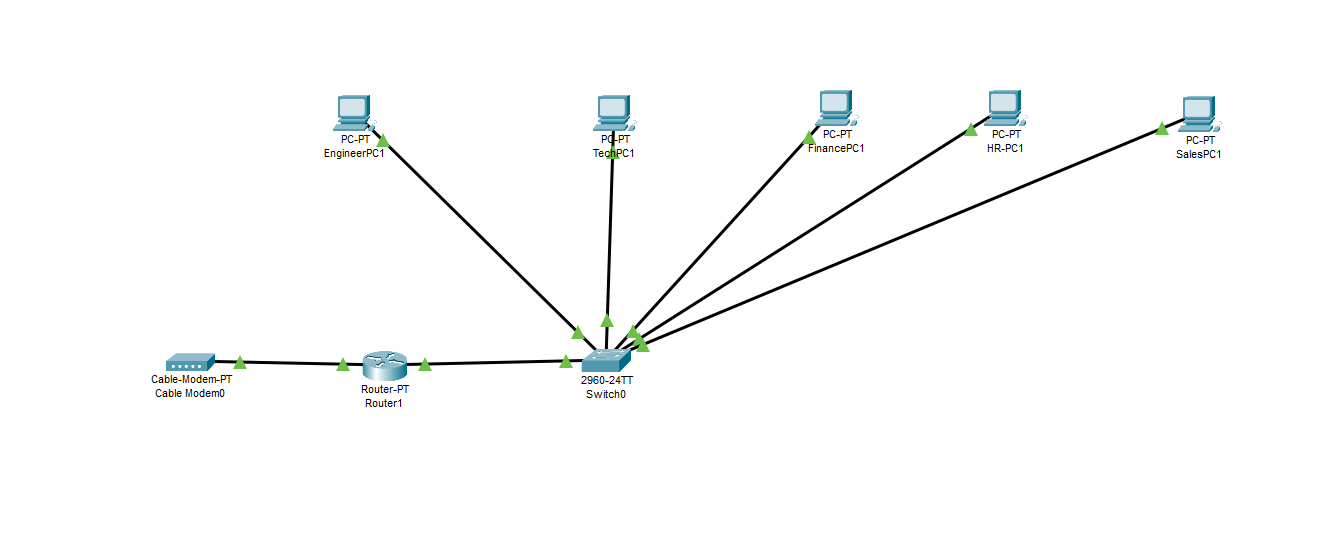 PC-PT
EngineerPC1
PC-PT
TechPC1
PC-PT
FinancePC1
PC-PT
HR-PC1
PC-PT
SalesPC1
Cable-Modem-PT
Cable Modem0
Router-PT
Router1
2960-24TT
Switch0